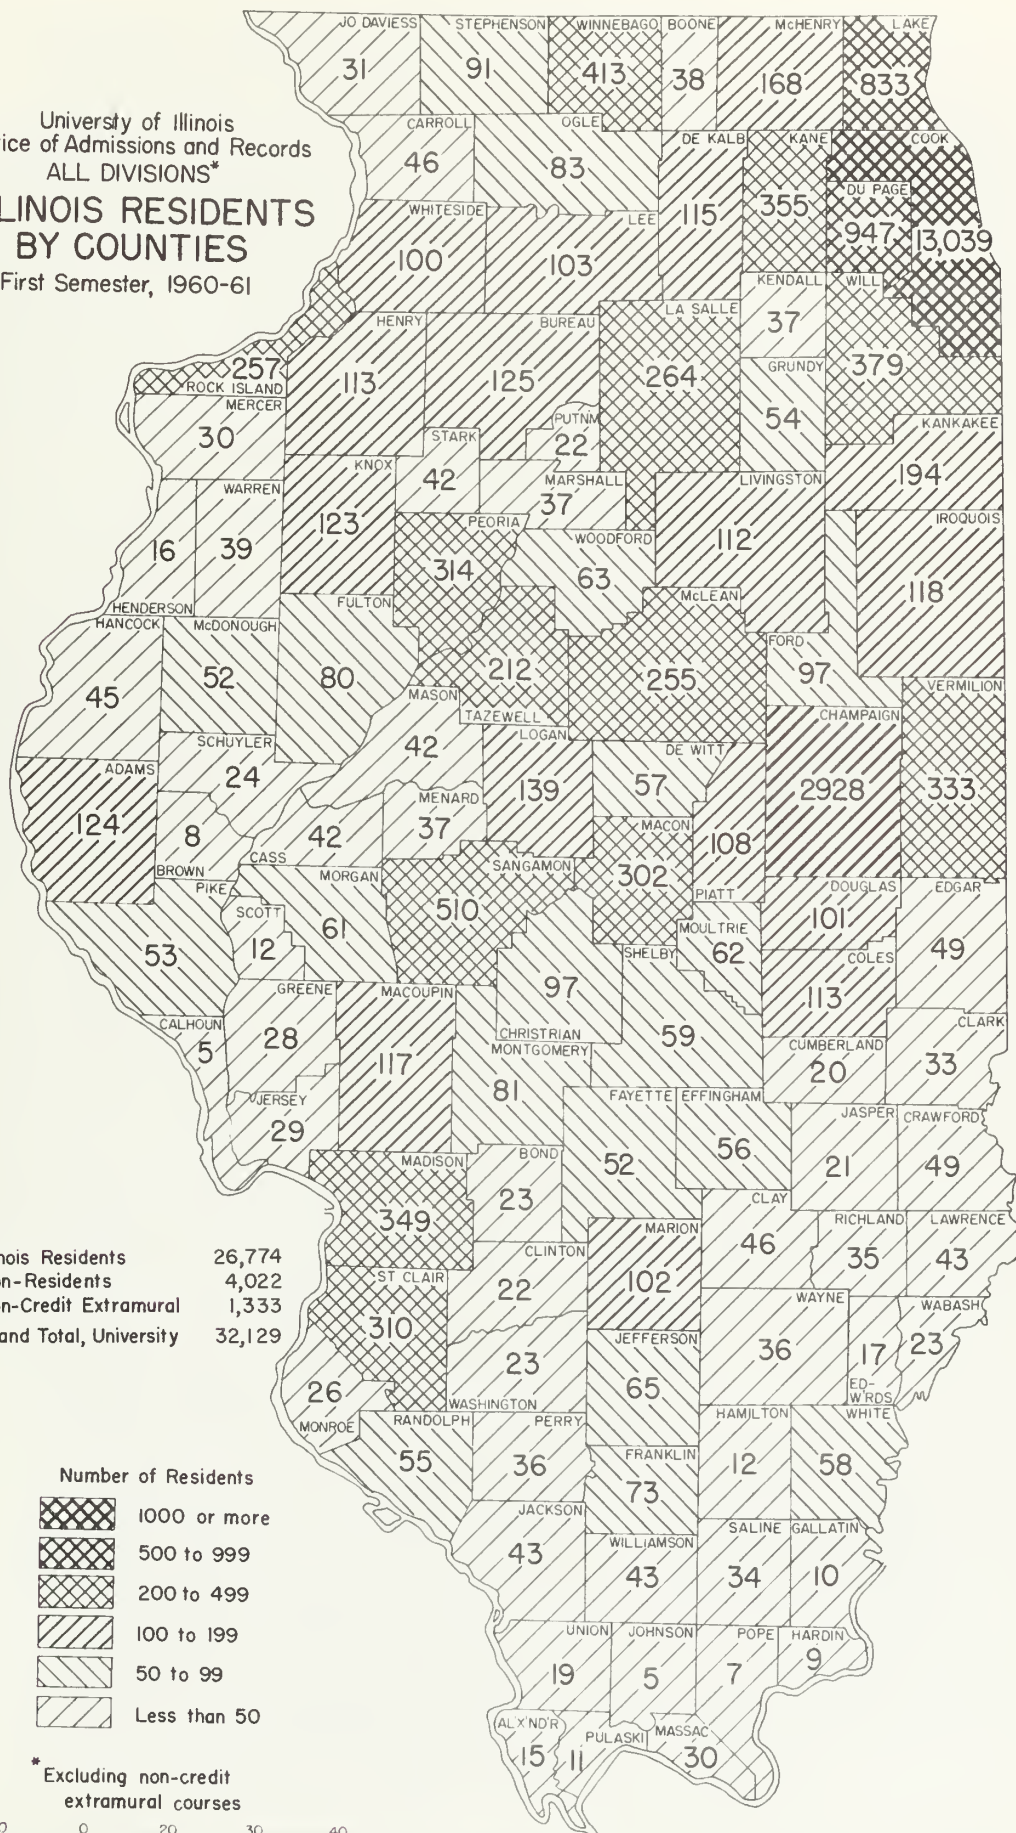 University of Illinois
ice of Admissions and Records
ALL DIVISIONS*
LINOIS RESIDENTS
BY COUNTIES
First Semester, 1960-61
JO DAVIESS 31
STEPHENSON 91
WINNEBAGO 413
BOONE 38
McHENRY 168
LAKE 833
CARROLL 46
OGLE 83
DE KALB 115
KANE 355
COOK 13,039
DU PAGE 947
WHITESIDE 100
LEE 103
KENDALL 37
WILL 379
ROCK ISLAND 257
HENRY 113
BUREAU 125
LA SALLE 264
GRUNDY 54
MERCER 30
PUTNM 22
KANKAKEE 194
STARK 42
MARSHALL 37
LIVINGSTON 112
KNOX 123
WARREN 39
HENDERSON 16
PEORIA 314
WOODFORD 63
IROQUOIS 118
HANCOCK 45
McDONOUGH 52
FULTON 80
TAZEWELL 212
McLEAN 255
FORD 97
VERMILION 333
MASON 42
LOGAN 139
DE WITT 57
CHAMPAIGN 2928
SCHUYLER 24
ADAMS 124
BROWN 8
CASS 42
MENARD 37
MACON 302
PIATT 108
PIKE 53
SCOTT 12
MORGAN 61
SANGAMON 510
MOULTRIE 62
DOUGLAS 101
EDGAR 49
COLES 113
CHRISTIAN 97
SHELBY 59
GREENE 28
MACOUPIN 117
CALHOUN 5
MONTGOMERY 81
CUMBERLAND 20
CLARK 33
JERSEY 29
FAYETTE 52
EFFINGHAM 56
JASPER 21
CRAWFORD 49
MADISON 349
BOND 23
CLAY 46
RICHLAND 35
LAWRENCE 43
MARION 102
CLINTON 22
ST CLAIR 310
inois Residents 26,774
on-Residents 4,022
on-Credit Extramural 1,333
and Total, University 32,129
WAYNE 36
ED-
W'RDS 17
WABASH 23
JEFFERSON 65
WASHINGTON 23
MONROE 26
RANDOLPH 55
PERRY 36
HAMILTON 12
WHITE 58
FRANKLIN 73
JACKSON 43
WILLIAMSON 43
SALINE 34
GALLATIN 10
UNION 19
JOHNSON 5
POPE 7
HARDIN 9
AL'X'ND'R 15
PULASKI 11
MASSAC 30
Number of Residents
1000 or more
500 to 999
200 to 499
100 to 199
50 to 99
Less than 50
*Excluding non-credit
extramural courses
0 20 30 40